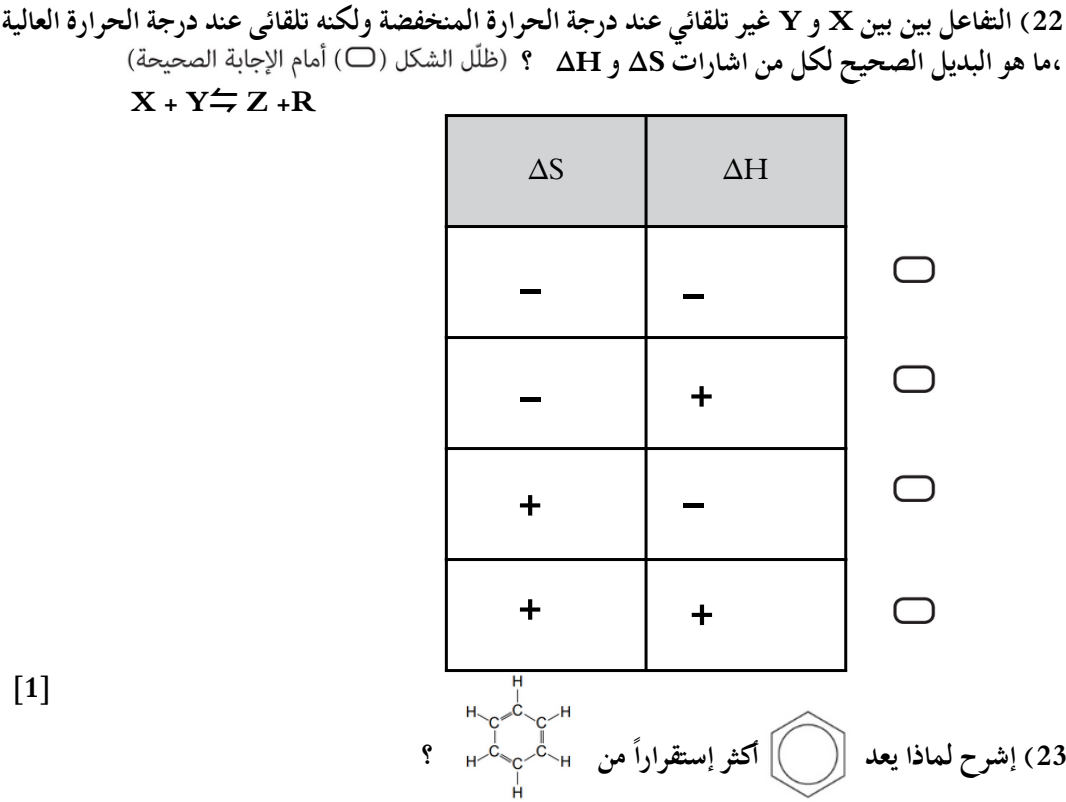 22) التفاعل بين بين X و Y غير تلقائي عند درجة الحرارة المنخفضة ولكنه تلقائى عند درجة الحرارة العالية
،ما هو البديل الصحيح لكل من اشارات ΔS و ΔH ؟ (ظلّل الشكل (▢) أمام الإجابة الصحيحة)
X + Y ⇆ Z +R
ΔS ΔH
– –
– +
+ –
+ +
[1]
23) إشرح لماذا يعد أكثر إستقراراً من ؟
H
H C C C H
H C C C H
H